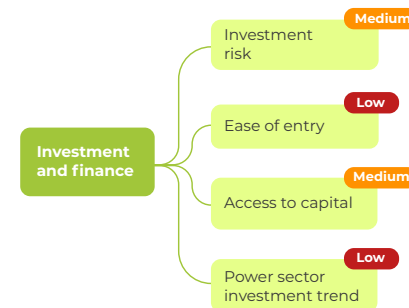 Medium
Investment
risk
Low
Ease of entry
Investment
and finance
Medium
Access to capital
Low
Power sector
investment trend